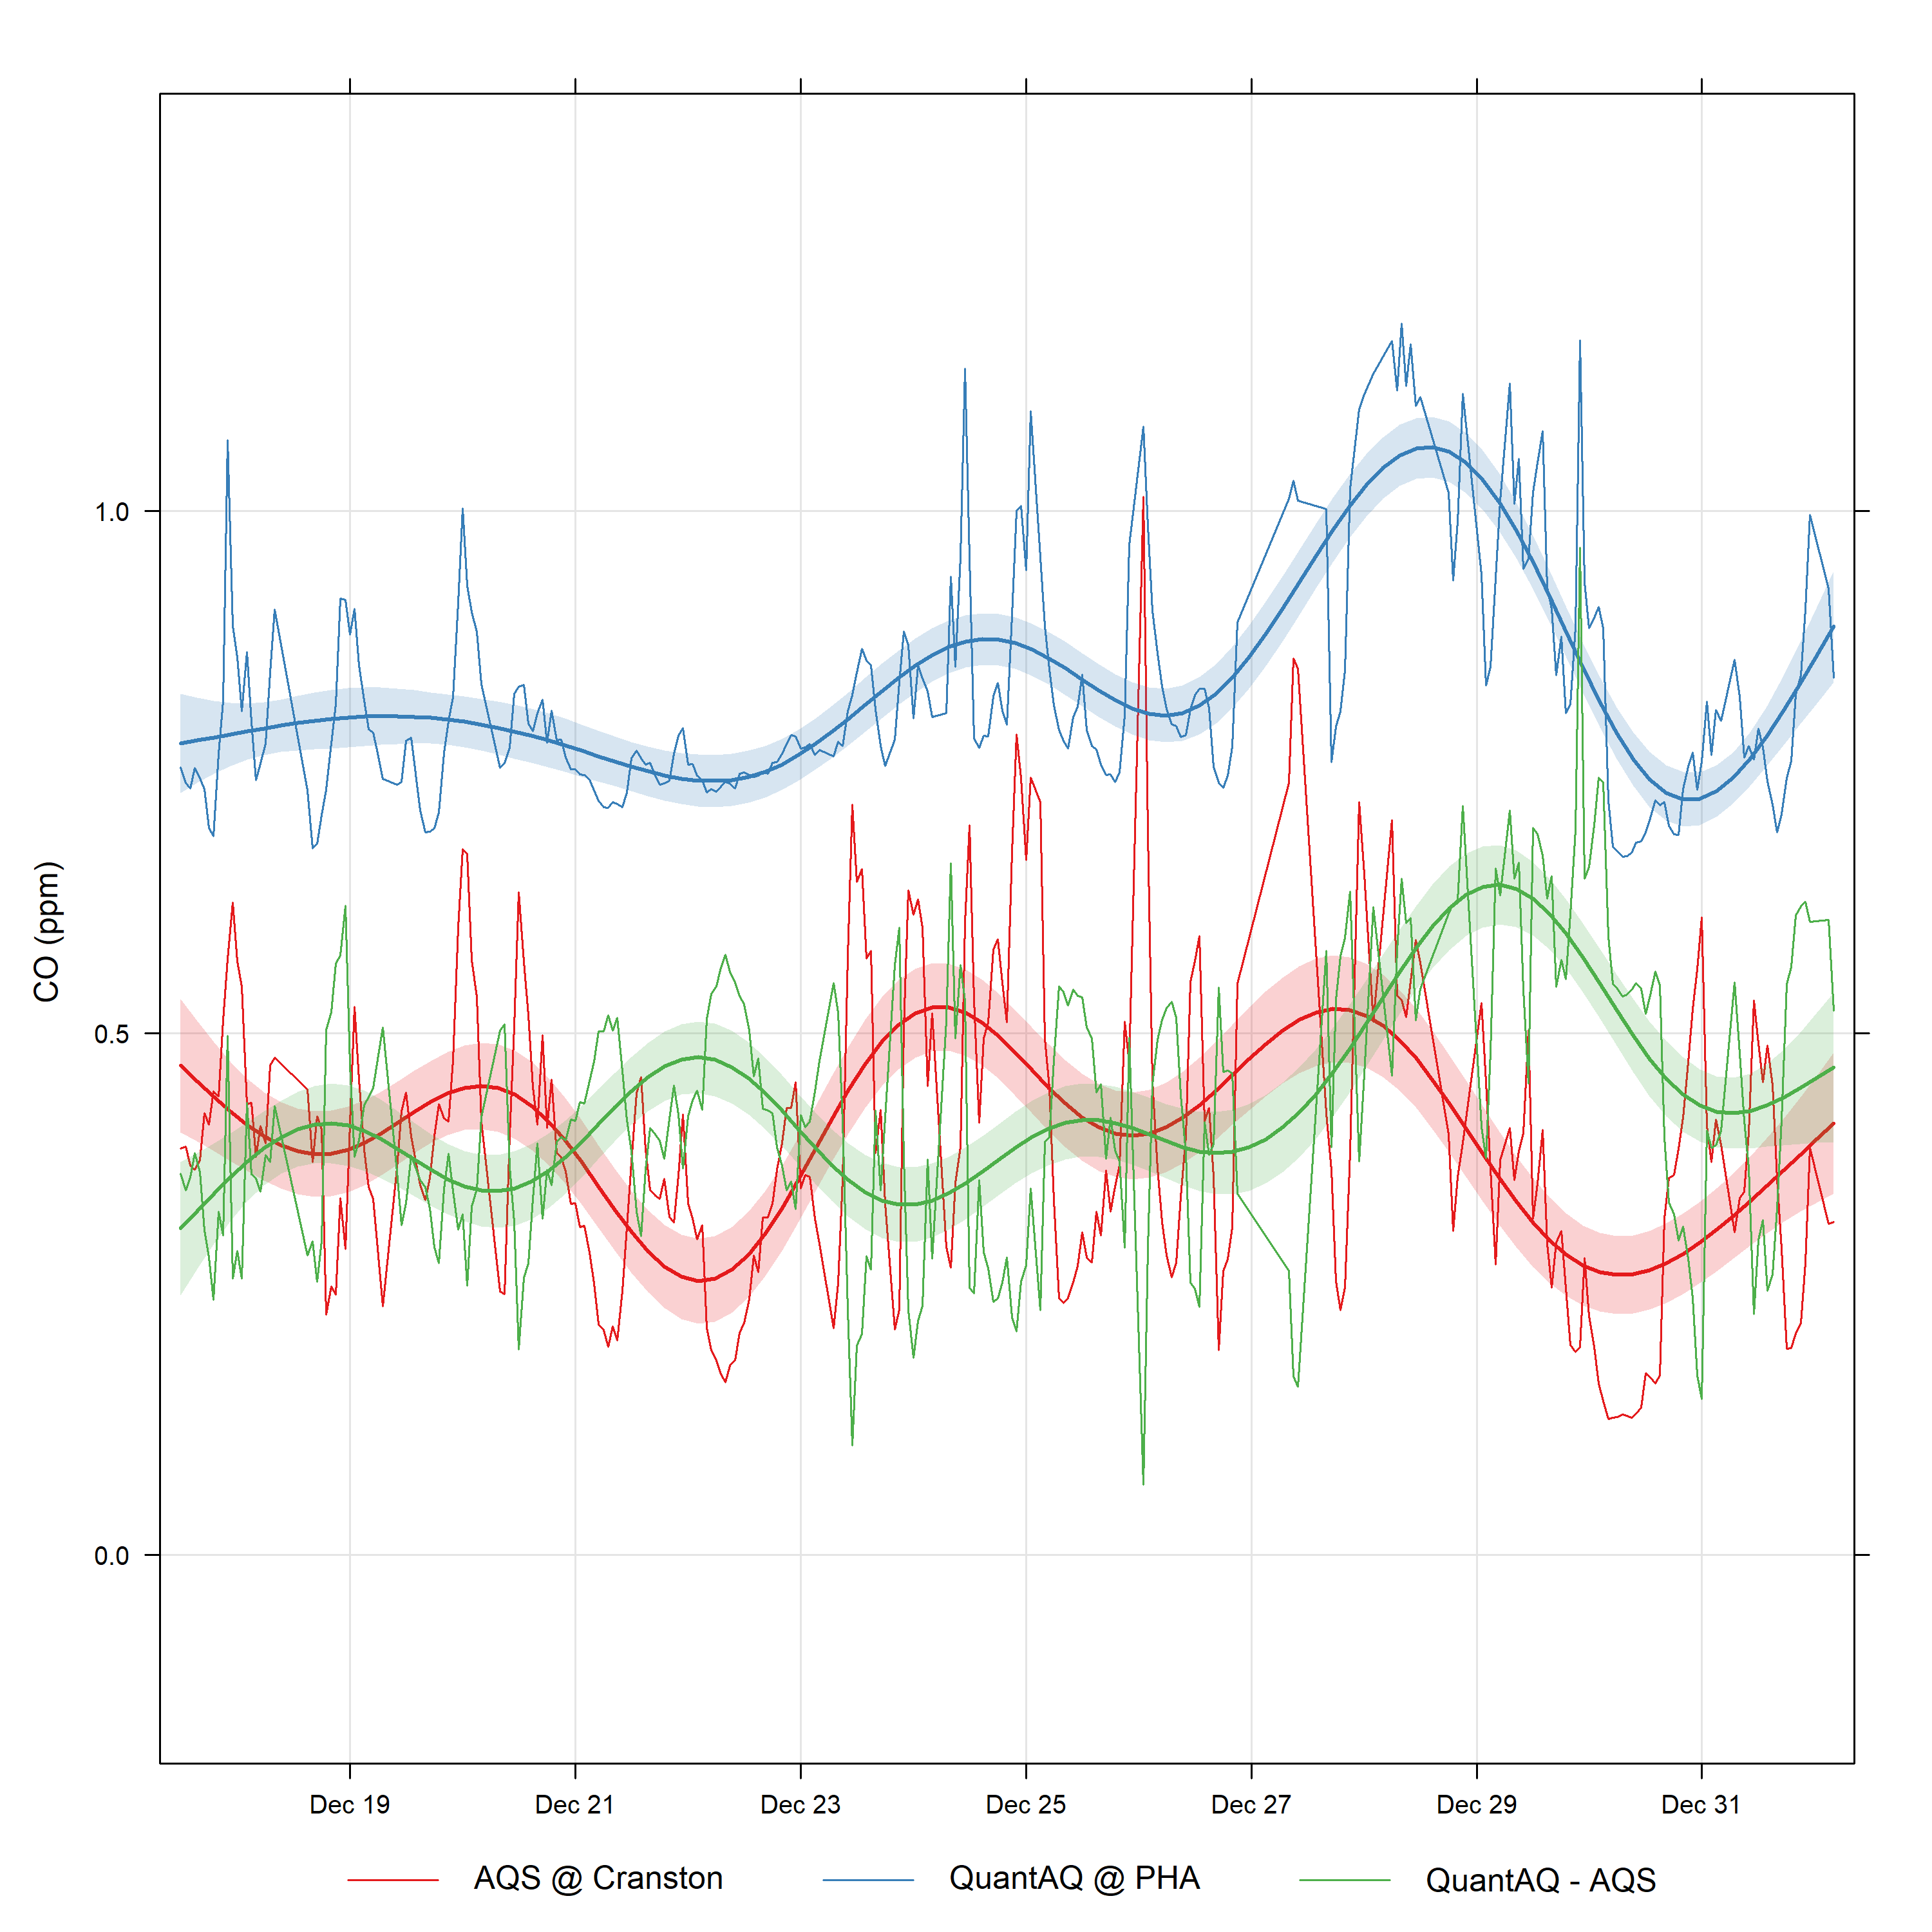 CO (ppm)
1.0
0.5
0.0
Dec 19 Dec 21 Dec 23 Dec 25 Dec 27 Dec 29 Dec 31
AQS @ Cranston QuantAQ @ PHA QuantAQ - AQS